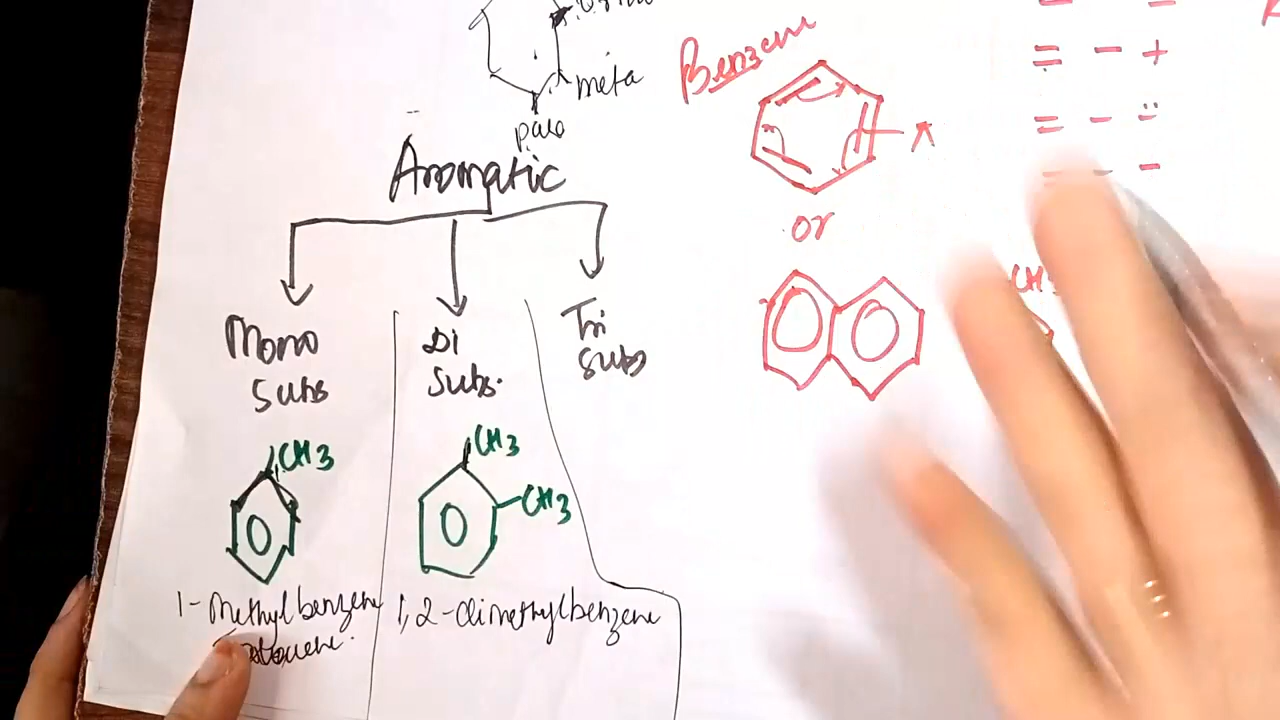 meta
para
Aromatic
Mono
Subs
Di
Subs.
Tri
Subs
CH3
CH3
CH3
1-Methylbenzene
1,2-dimethylbenzene
Benzene
or
= - +
= - -
CH3